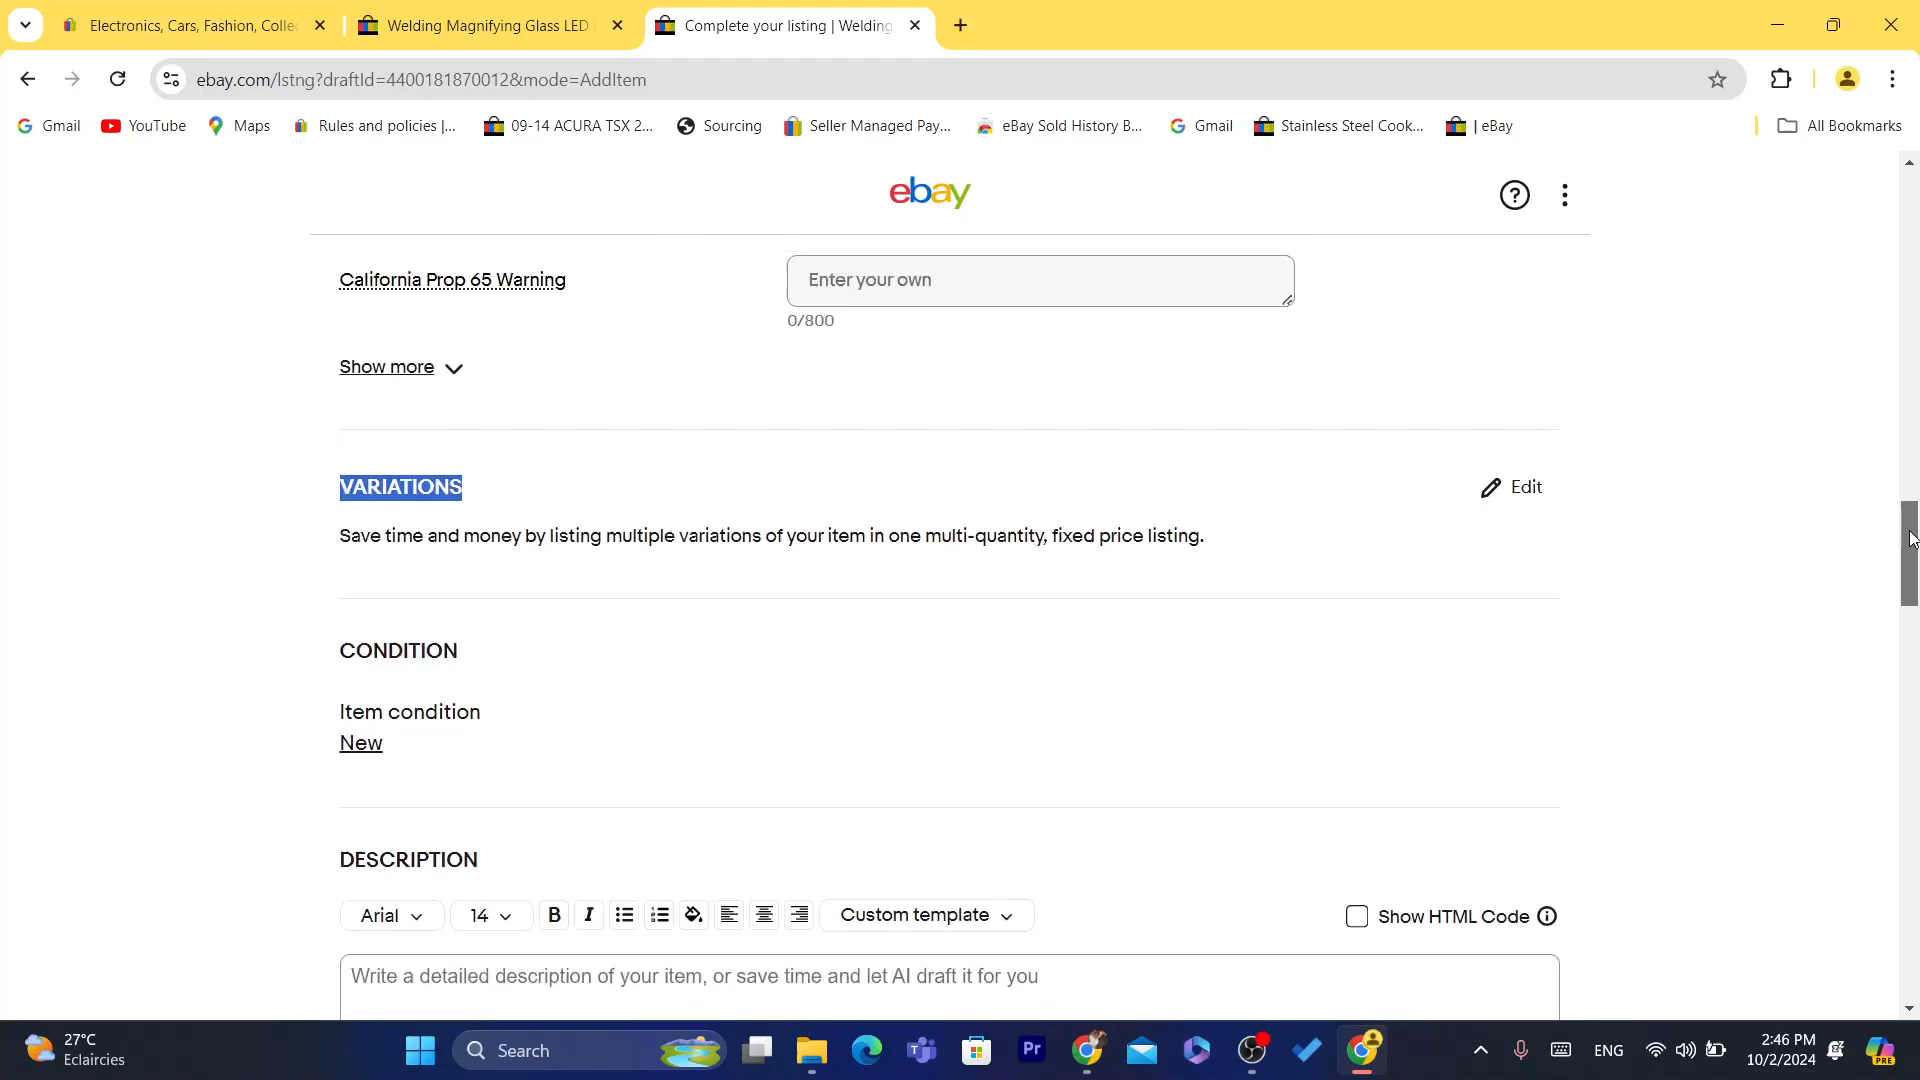 Electronics, Cars, Fashion, Collec
Welding Magnifying Glass LED
Complete your listing | Welding
ebay.com/lstng?draftId=4400181870012&mode=AddItem
Gmail
YouTube
Maps
Rules and policies |...
09-14 ACURA TSX 2...
Sourcing
Seller Managed Pay...
eBay Sold History B...
Gmail
Stainless Steel Cook...
| eBay
All Bookmarks
ebay
California Prop 65 Warning
Enter your own
0/800
Show more
VARIATIONS
Edit
Save time and money by listing multiple variations of your item in one multi-quantity, fixed price listing.
CONDITION
Item condition
New
DESCRIPTION
Arial
14
B
I
Custom template
Show HTML Code
Write a detailed description of your item, or save time and let AI draft it for you
27°C
Eclaircies
Search
Pr
ENG
2:46 PM
10/2/2024
PRE